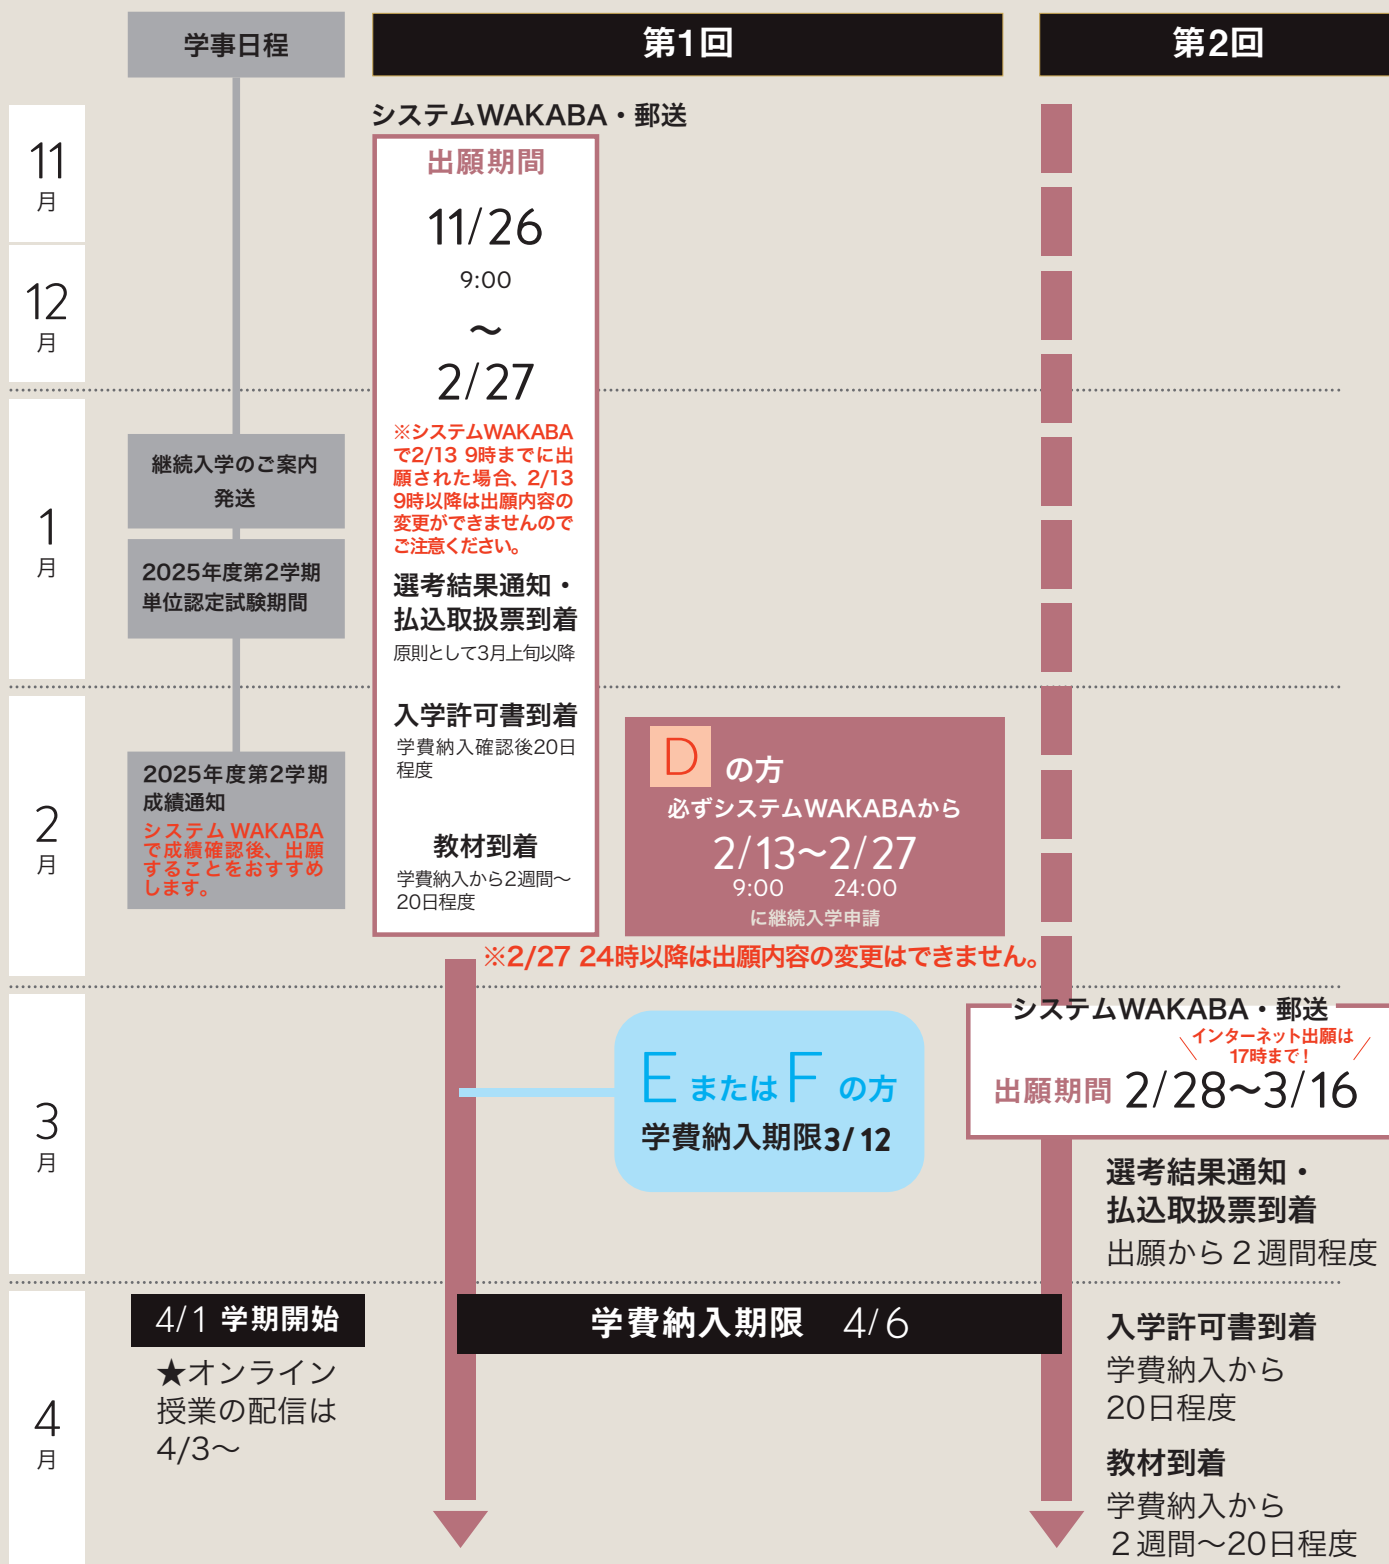 学事日程
第1回
第2回
11
月
12
月
1
月
2
月
3
月
4
月
継続入学のご案内
発送
2025年度第2学期
単位認定試験期間
2025年度第2学期
成績通知
システム WAKABA
で成績確認後、出願
することをおすすめ
します。
4/1 学期開始
★オンライン
授業の配信は
4/3～
システムWAKABA・郵送
出願期間
11/26
9:00
～
2/27
※システムWAKABA
で2/13 9時までに出
願された場合、2/13
9時以降は出願内容の
変更ができませんので
ご注意ください。
選考結果通知・
払込取扱票到着
原則として3月上旬以降
入学許可書到着
学費納入確認後20日
程度
教材到着
学費納入から2週間～
20日程度
D の方
必ずシステムWAKABAから
2/13～2/27
9:00 24:00
に継続入学申請
※2/27 24時以降は出願内容の変更はできません。
E または F の方
学費納入期限3/12
学費納入期限 4/6
システムWAKABA・郵送
インターネット出願は
17時まで！
出願期間 2/28～3/16
選考結果通知・
払込取扱票到着
出願から２週間程度
入学許可書到着
学費納入から
20日程度
教材到着
学費納入から
２週間～20日程度